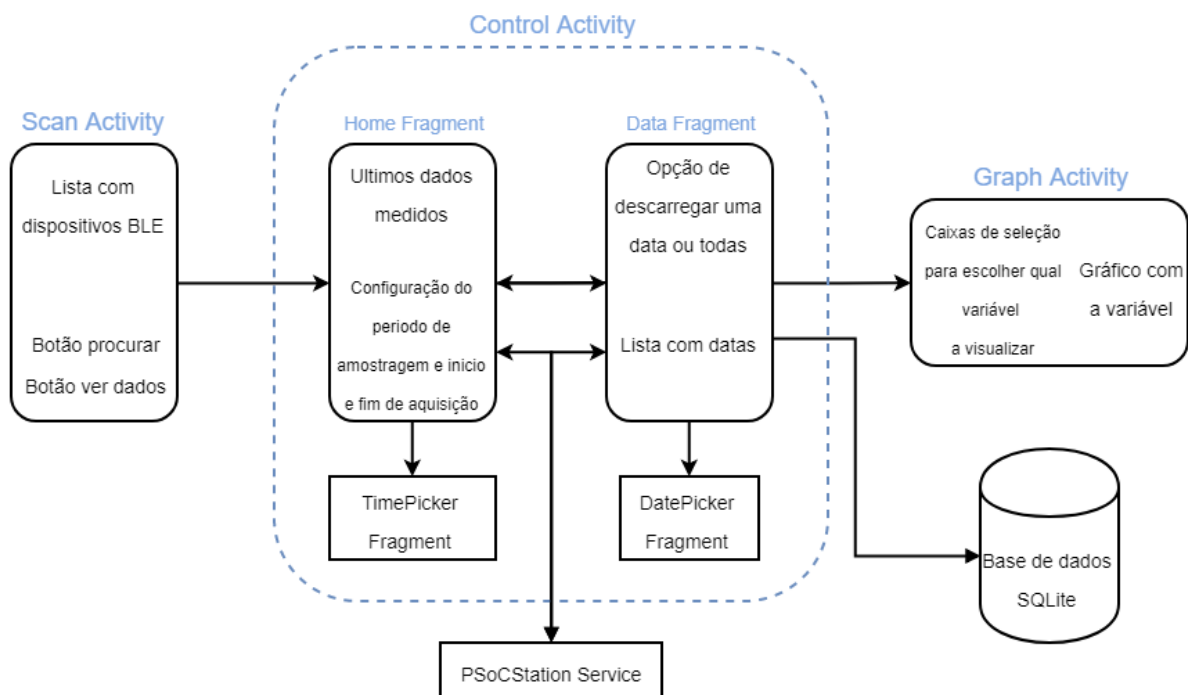 Control Activity
Scan Activity
Lista com
dispositivos BLE
Botão procurar
Botão ver dados
Home Fragment
Ultimos dados
medidos
Configuração do
periodo de
amostragem e inicio
e fim de aquisição
Data Fragment
Opção de
descarregar uma
data ou todas
Lista com datas
Graph Activity
Caixas de seleção
para escolher qual
variável
a visualizar
Gráfico com
a variável
TimePicker
Fragment
DatePicker
Fragment
Base de dados
SQLite
PSoCStation Service